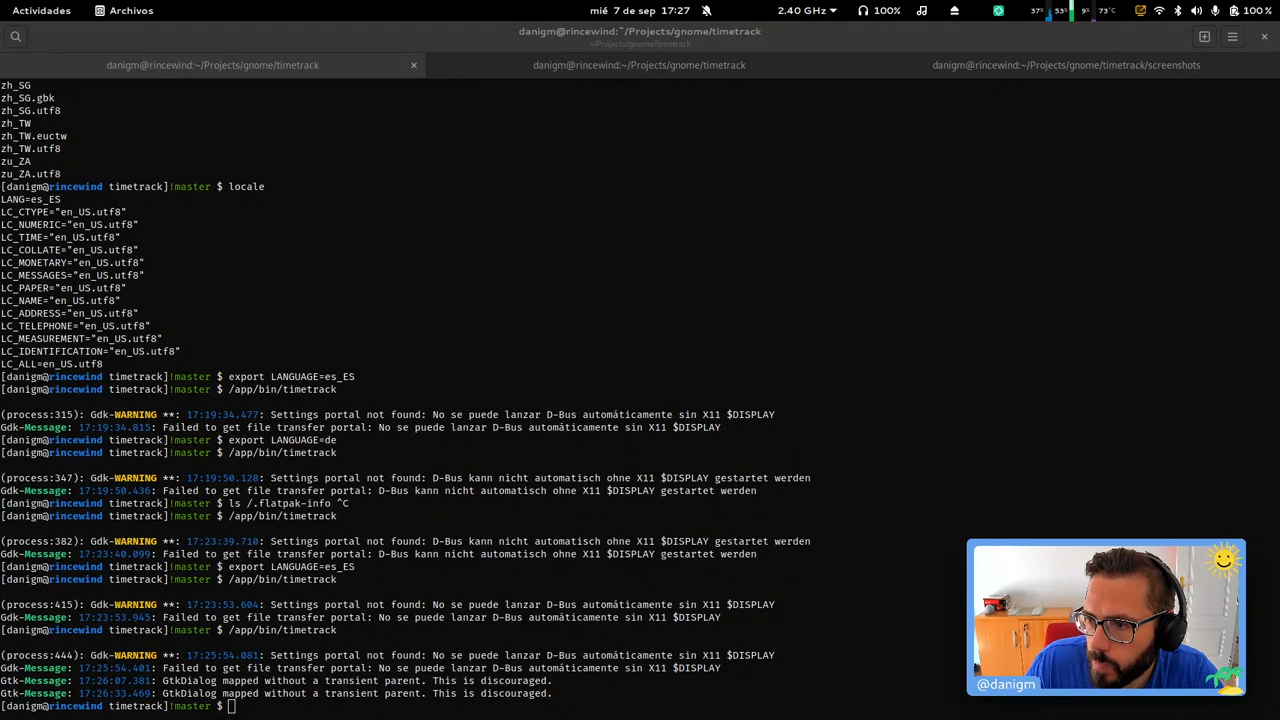 Actividades
Archivos
mié 7 de sep 17:27
2.40 GHz
100%
37%
53%
9%
73°C
100 %
danigm@rincewind:~/Projects/gnome/timetrack
~/Projects/gnome/timetrack
danigm@rincewind:~/Projects/gnome/timetrack
danigm@rincewind:~/Projects/gnome/timetrack
danigm@rincewind:~/Projects/gnome/timetrack/screenshots
zh_SG
zh_SG.gbk
zh_SG.utf8
zh_TW
zh_TW.euctw
zh_TW.utf8
zu_ZA
zu_ZA.utf8
[danigm@rincewind timetrack]!master $ locale
LANG=es_ES
LC_CTYPE="en_US.utf8"
LC_NUMERIC="en_US.utf8"
LC_TIME="en_US.utf8"
LC_COLLATE="en_US.utf8"
LC_MONETARY="en_US.utf8"
LC_MESSAGES="en_US.utf8"
LC_PAPER="en_US.utf8"
LC_NAME="en_US.utf8"
LC_ADDRESS="en_US.utf8"
LC_TELEPHONE="en_US.utf8"
LC_MEASUREMENT="en_US.utf8"
LC_IDENTIFICATION="en_US.utf8"
LC_ALL=en_US.utf8
[danigm@rincewind timetrack]!master $ export LANGUAGE=es_ES
[danigm@rincewind timetrack]!master $ /app/bin/timetrack
(process:315): Gdk-WARNING **: 17:19:34.477: Settings portal not found: No se puede lanzar D-Bus automáticamente sin X11 $DISPLAY
Gdk-Message: 17:19:34.815: Failed to get file transfer portal: No se puede lanzar D-Bus automáticamente sin X11 $DISPLAY
[danigm@rincewind timetrack]!master $ export LANGUAGE=de
[danigm@rincewind timetrack]!master $ /app/bin/timetrack
(process:347): Gdk-WARNING **: 17:19:50.128: Settings portal not found: D-Bus kann nicht automatisch ohne X11 $DISPLAY gestartet werden
Gdk-Message: 17:19:50.436: Failed to get file transfer portal: D-Bus kann nicht automatisch ohne X11 $DISPLAY gestartet werden
[danigm@rincewind timetrack]!master $ ls /.flatpak-info ^C
[danigm@rincewind timetrack]!master $ /app/bin/timetrack
(process:382): Gdk-WARNING **: 17:23:39.710: Settings portal not found: D-Bus kann nicht automatisch ohne X11 $DISPLAY gestartet werden
Gdk-Message: 17:23:40.099: Failed to get file transfer portal: D-Bus kann nicht automatisch ohne X11 $DISPLAY gestartet werden
[danigm@rincewind timetrack]!master $ export LANGUAGE=es_ES
[danigm@rincewind timetrack]!master $ /app/bin/timetrack
(process:415): Gdk-WARNING **: 17:23:53.604: Settings portal not found: No se puede lanzar D-Bus automáticamente sin X11 $DISPLAY
Gdk-Message: 17:23:53.945: Failed to get file transfer portal: No se puede lanzar D-Bus automáticamente sin X11 $DISPLAY
[danigm@rincewind timetrack]!master $ /app/bin/timetrack
(process:444): Gdk-WARNING **: 17:25:54.081: Settings portal not found: No se puede lanzar D-Bus automáticamente sin X11 $DISPLAY
Gdk-Message: 17:25:54.401: Failed to get file transfer portal: No se puede lanzar D-Bus automáticamente sin X11 $DISPLAY
Gtk-Message: 17:26:07.381: GtkDialog mapped without a transient parent. This is discouraged.
Gtk-Message: 17:26:33.469: GtkDialog mapped without a transient parent. This is discouraged.
[danigm@rincewind timetrack]!master $
@danigm